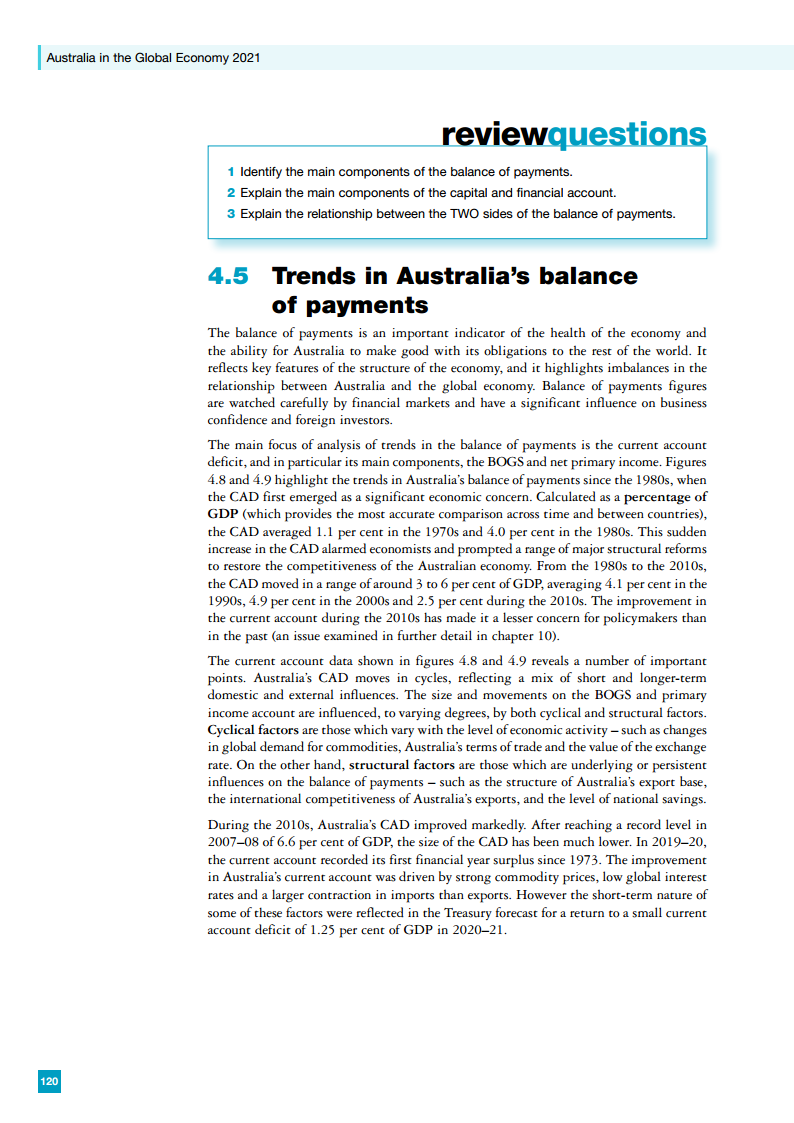 Australia in the Global Economy 2021
reviewquestions
1 Identify the main components of the balance of payments.
2 Explain the main components of the capital and financial account.
3 Explain the relationship between the TWO sides of the balance of payments.
4.5 Trends in Australia's balance
of payments
The balance of payments is an important indicator of the health of the economy and
the ability for Australia to make good with its obligations to the rest of the world. It
reflects key features of the structure of the economy, and it highlights imbalances in the
relationship between Australia and the global economy. Balance of payments figures
are watched carefully by financial markets and have a significant influence on business
confidence and foreign investors.
The main focus of analysis of trends in the balance of payments is the current account
deficit, and in particular its main components, the BOGS and net primary income. Figures
4.8 and 4.9 highlight the trends in Australia's balance of payments since the 1980s, when
the CAD first emerged as a significant economic concern. Calculated as a percentage of
GDP (which provides the most accurate comparison across time and between countries),
the CAD averaged 1.1 per cent in the 1970s and 4.0 per cent in the 1980s. This sudden
increase in the CAD alarmed economists and prompted a range of major structural reforms
to restore the competitiveness of the Australian economy. From the 1980s to the 2010s,
the CAD moved in a range of around 3 to 6 per cent of GDP, averaging 4.1 per cent in the
1990s, 4.9 per cent in the 2000s and 2.5 per cent during the 2010s. The improvement in
the current account during the 2010s has made it a lesser concern for policymakers than
in the past (an issue examined in further detail in chapter 10).
The current account data shown in figures 4.8 and 4.9 reveals a number of important
points. Australia's CAD moves in cycles, reflecting a mix of short and longer-term
domestic and external influences. The size and movements on the BOGS and primary
income account are influenced, to varying degrees, by both cyclical and structural factors.
Cyclical factors are those which vary with the level of economic activity – such as changes
in global demand for commodities, Australia's terms of trade and the value of the exchange
rate. On the other hand, structural factors are those which are underlying or persistent
influences on the balance of payments – such as the structure of Australia's export base,
the international competitiveness of Australia's exports, and the level of national savings.
During the 2010s, Australia's CAD improved markedly. After reaching a record level in
2007–08 of 6.6 per cent of GDP, the size of the CAD has been much lower. In 2019–20,
the current account recorded its first financial year surplus since 1973. The improvement
in Australia's current account was driven by strong commodity prices, low global interest
rates and a larger contraction in imports than exports. However the short-term nature of
some of these factors were reflected in the Treasury forecast for a return to a small current
account deficit of 1.25 per cent of GDP in 2020–21.
120